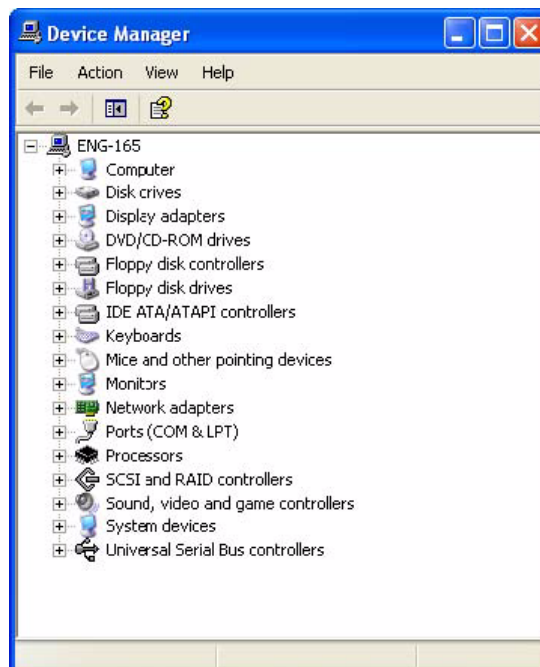 Device Manager
File Action View Help
ENG-165
Computer
Disk drives
Display adapters
DVD/CD-ROM drives
Floppy disk controllers
Floppy disk drives
IDE ATA/ATAPI controllers
Keyboards
Mice and other pointing devices
Monitors
Network adapters
Ports (COM & LPT)
Processors
SCSI and RAID controllers
Sound, video and game controllers
System devices
Universal Serial Bus controllers